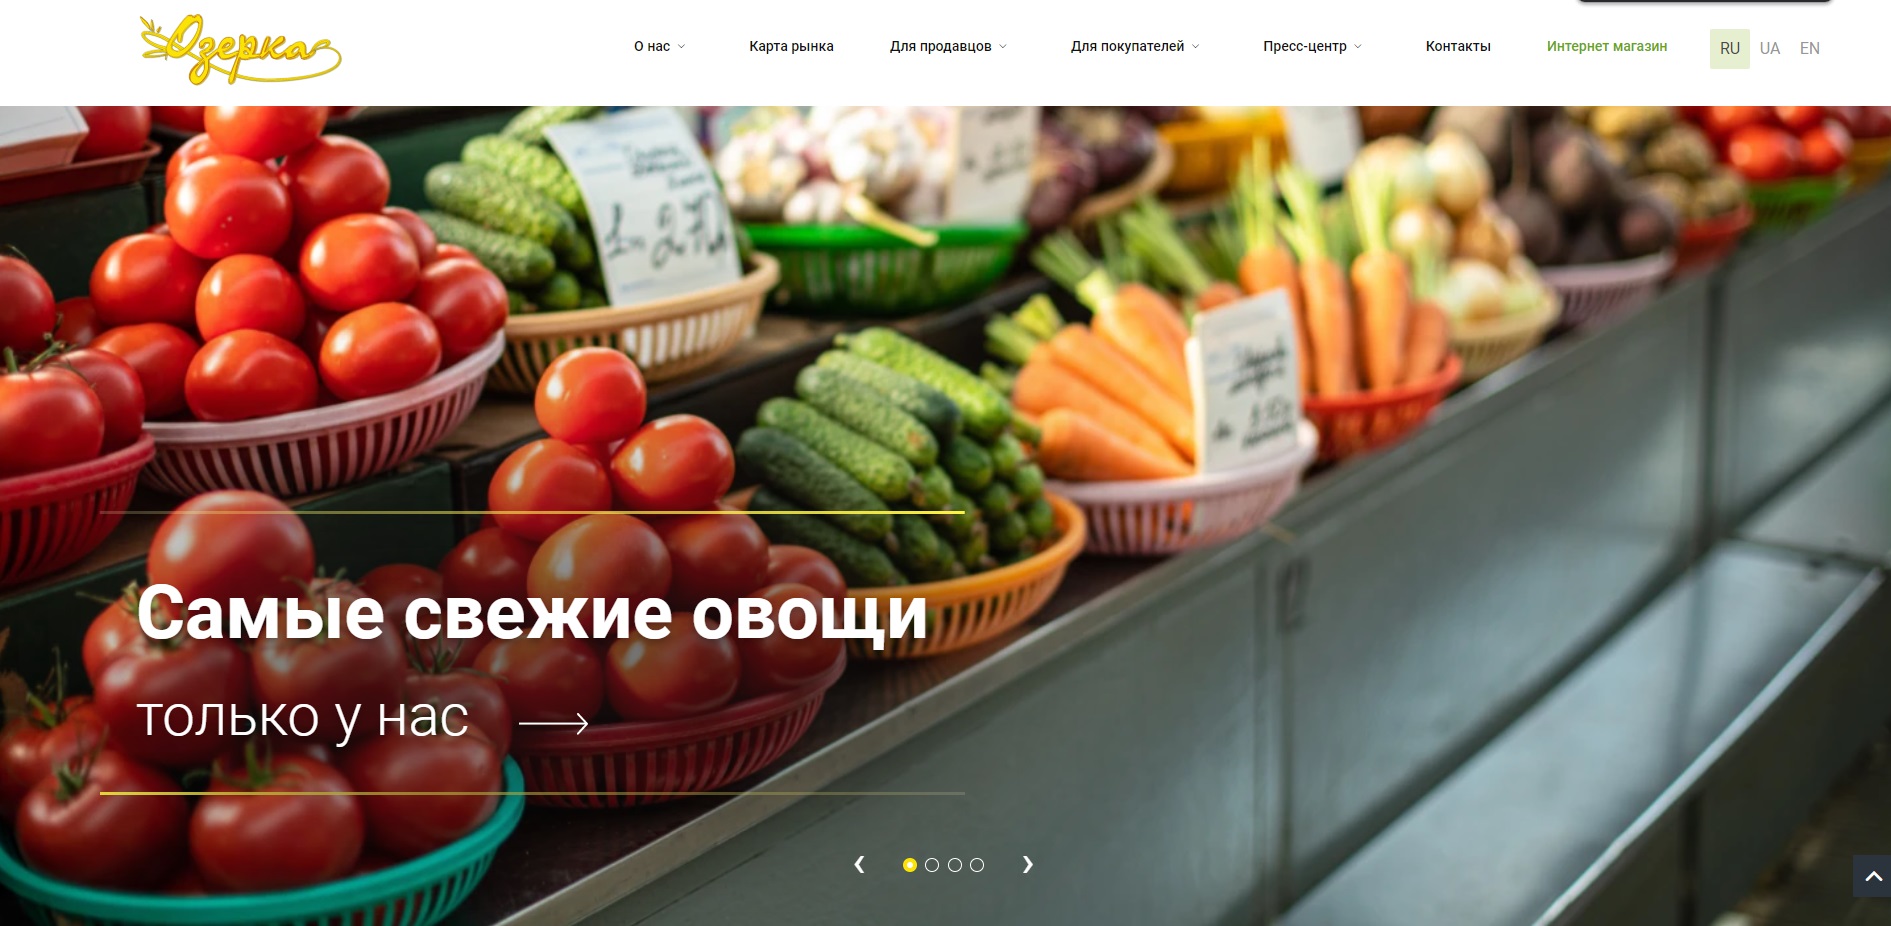 Озерка
О нас
Карта рынка
Для продавцов
Для покупателей
Пресс-центр
Контакты
Интернет магазин
RU UA EN
Самые свежие овощи
только у нас